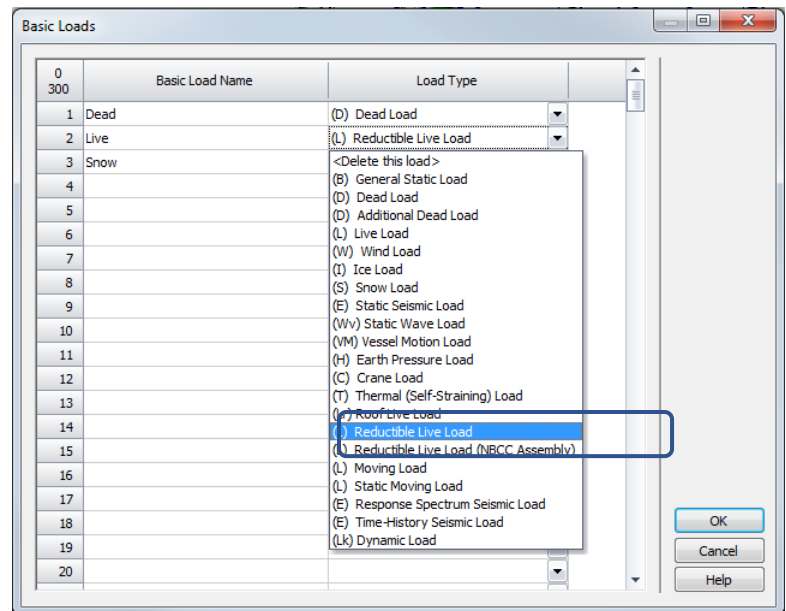 Basic Loads
0
300
Basic Load Name
Load Type
1 Dead (D) Dead Load
2 Live (L) Reductible Live Load
3 Snow <Delete this load>
(B) General Static Load
4
(D) Dead Load
(D) Additional Dead Load
5
(L) Live Load
6
(W) Wind Load
7
(I) Ice Load
8
(S) Snow Load
9
(E) Static Seismic Load
10
(Wv) Static Wave Load
(VM) Vessel Motion Load
11
(H) Earth Pressure Load
12
(C) Crane Load
13
(T) Thermal (Self-Straining) Load
14
(Lr) Roof Live Load
Reductible Live Load
15
Reductible Live Load (NBCC Assembly)
16
(L) Moving Load
17
(L) Static Moving Load
(E) Response Spectrum Seismic Load
18
(E) Time-History Seismic Load
OK
19
(Lk) Dynamic Load
Cancel
20
Help